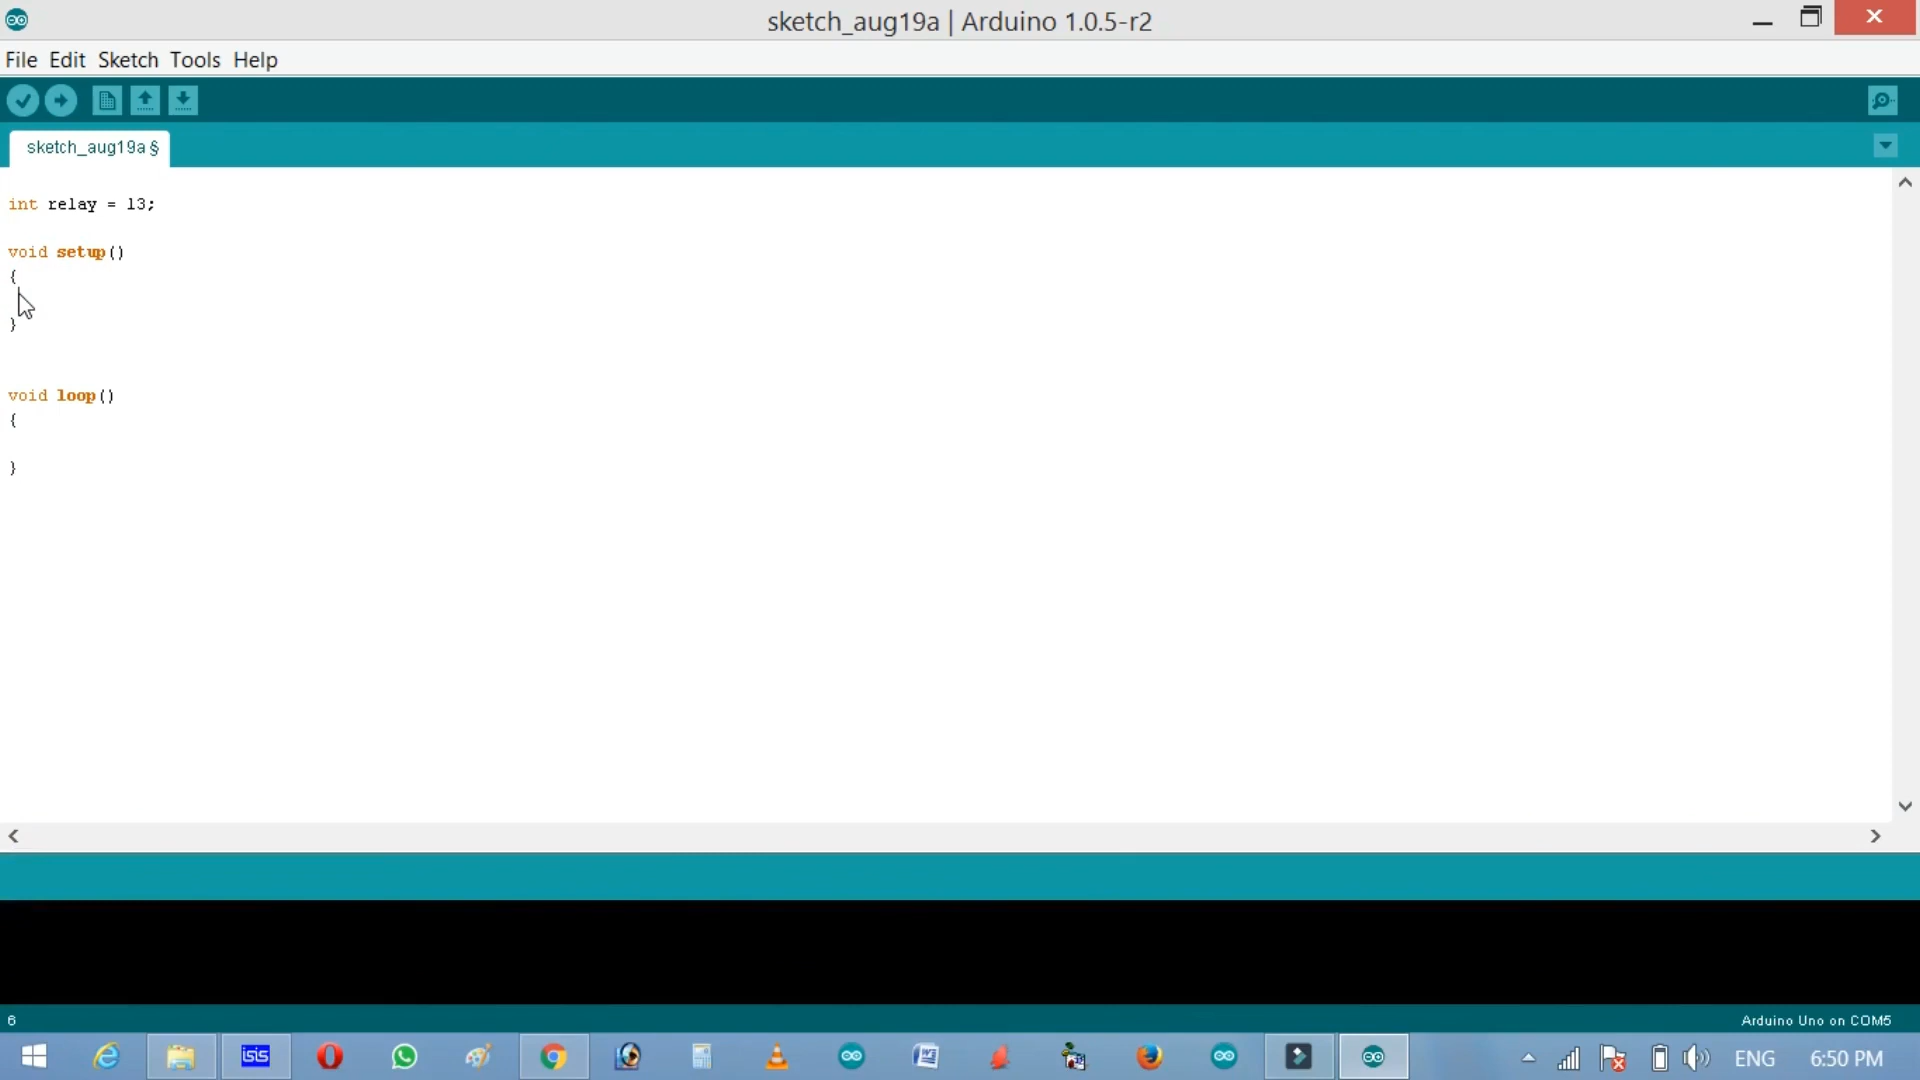 sketch_aug19a | Arduino 1.0.5-r2
File Edit Sketch Tools Help
sketch_aug19a §
int relay = 13;
void setup()
{
}
void loop()
{
}
6
Arduino Uno on COM5
isis
ENG
6:50 PM